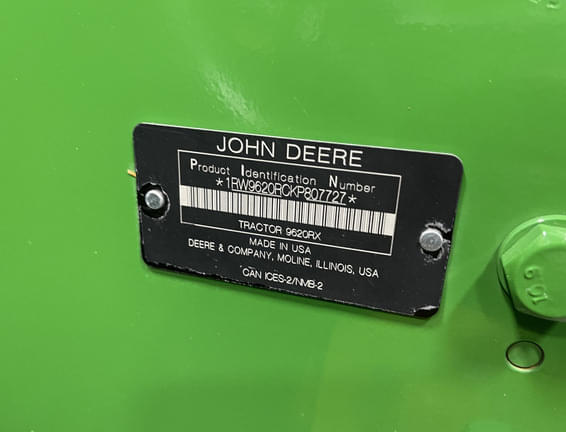 JOHN DEERE
Product Identification Number
*1RW9620RCKP807727*
TRACTOR 9620RX
MADE IN USA
DEERE & COMPANY, MOLINE, ILLINOIS, USA
CAN ICES-2/NMB-2